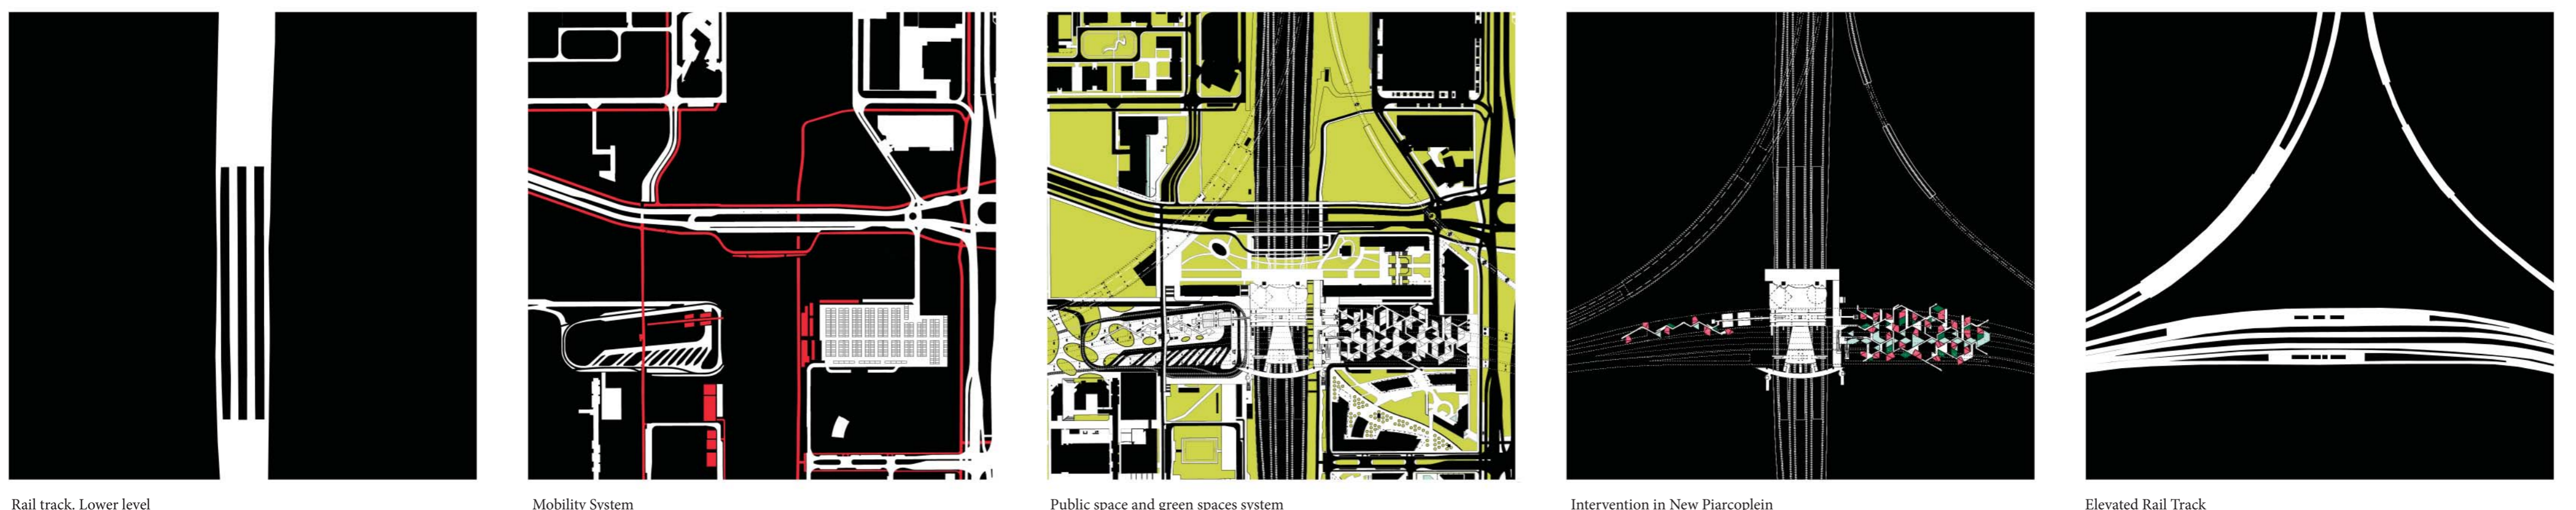 Rail track. Lower level
Mobility System
Public space and green spaces system
Intervention in New Piarcoplein
Elevated Rail Track